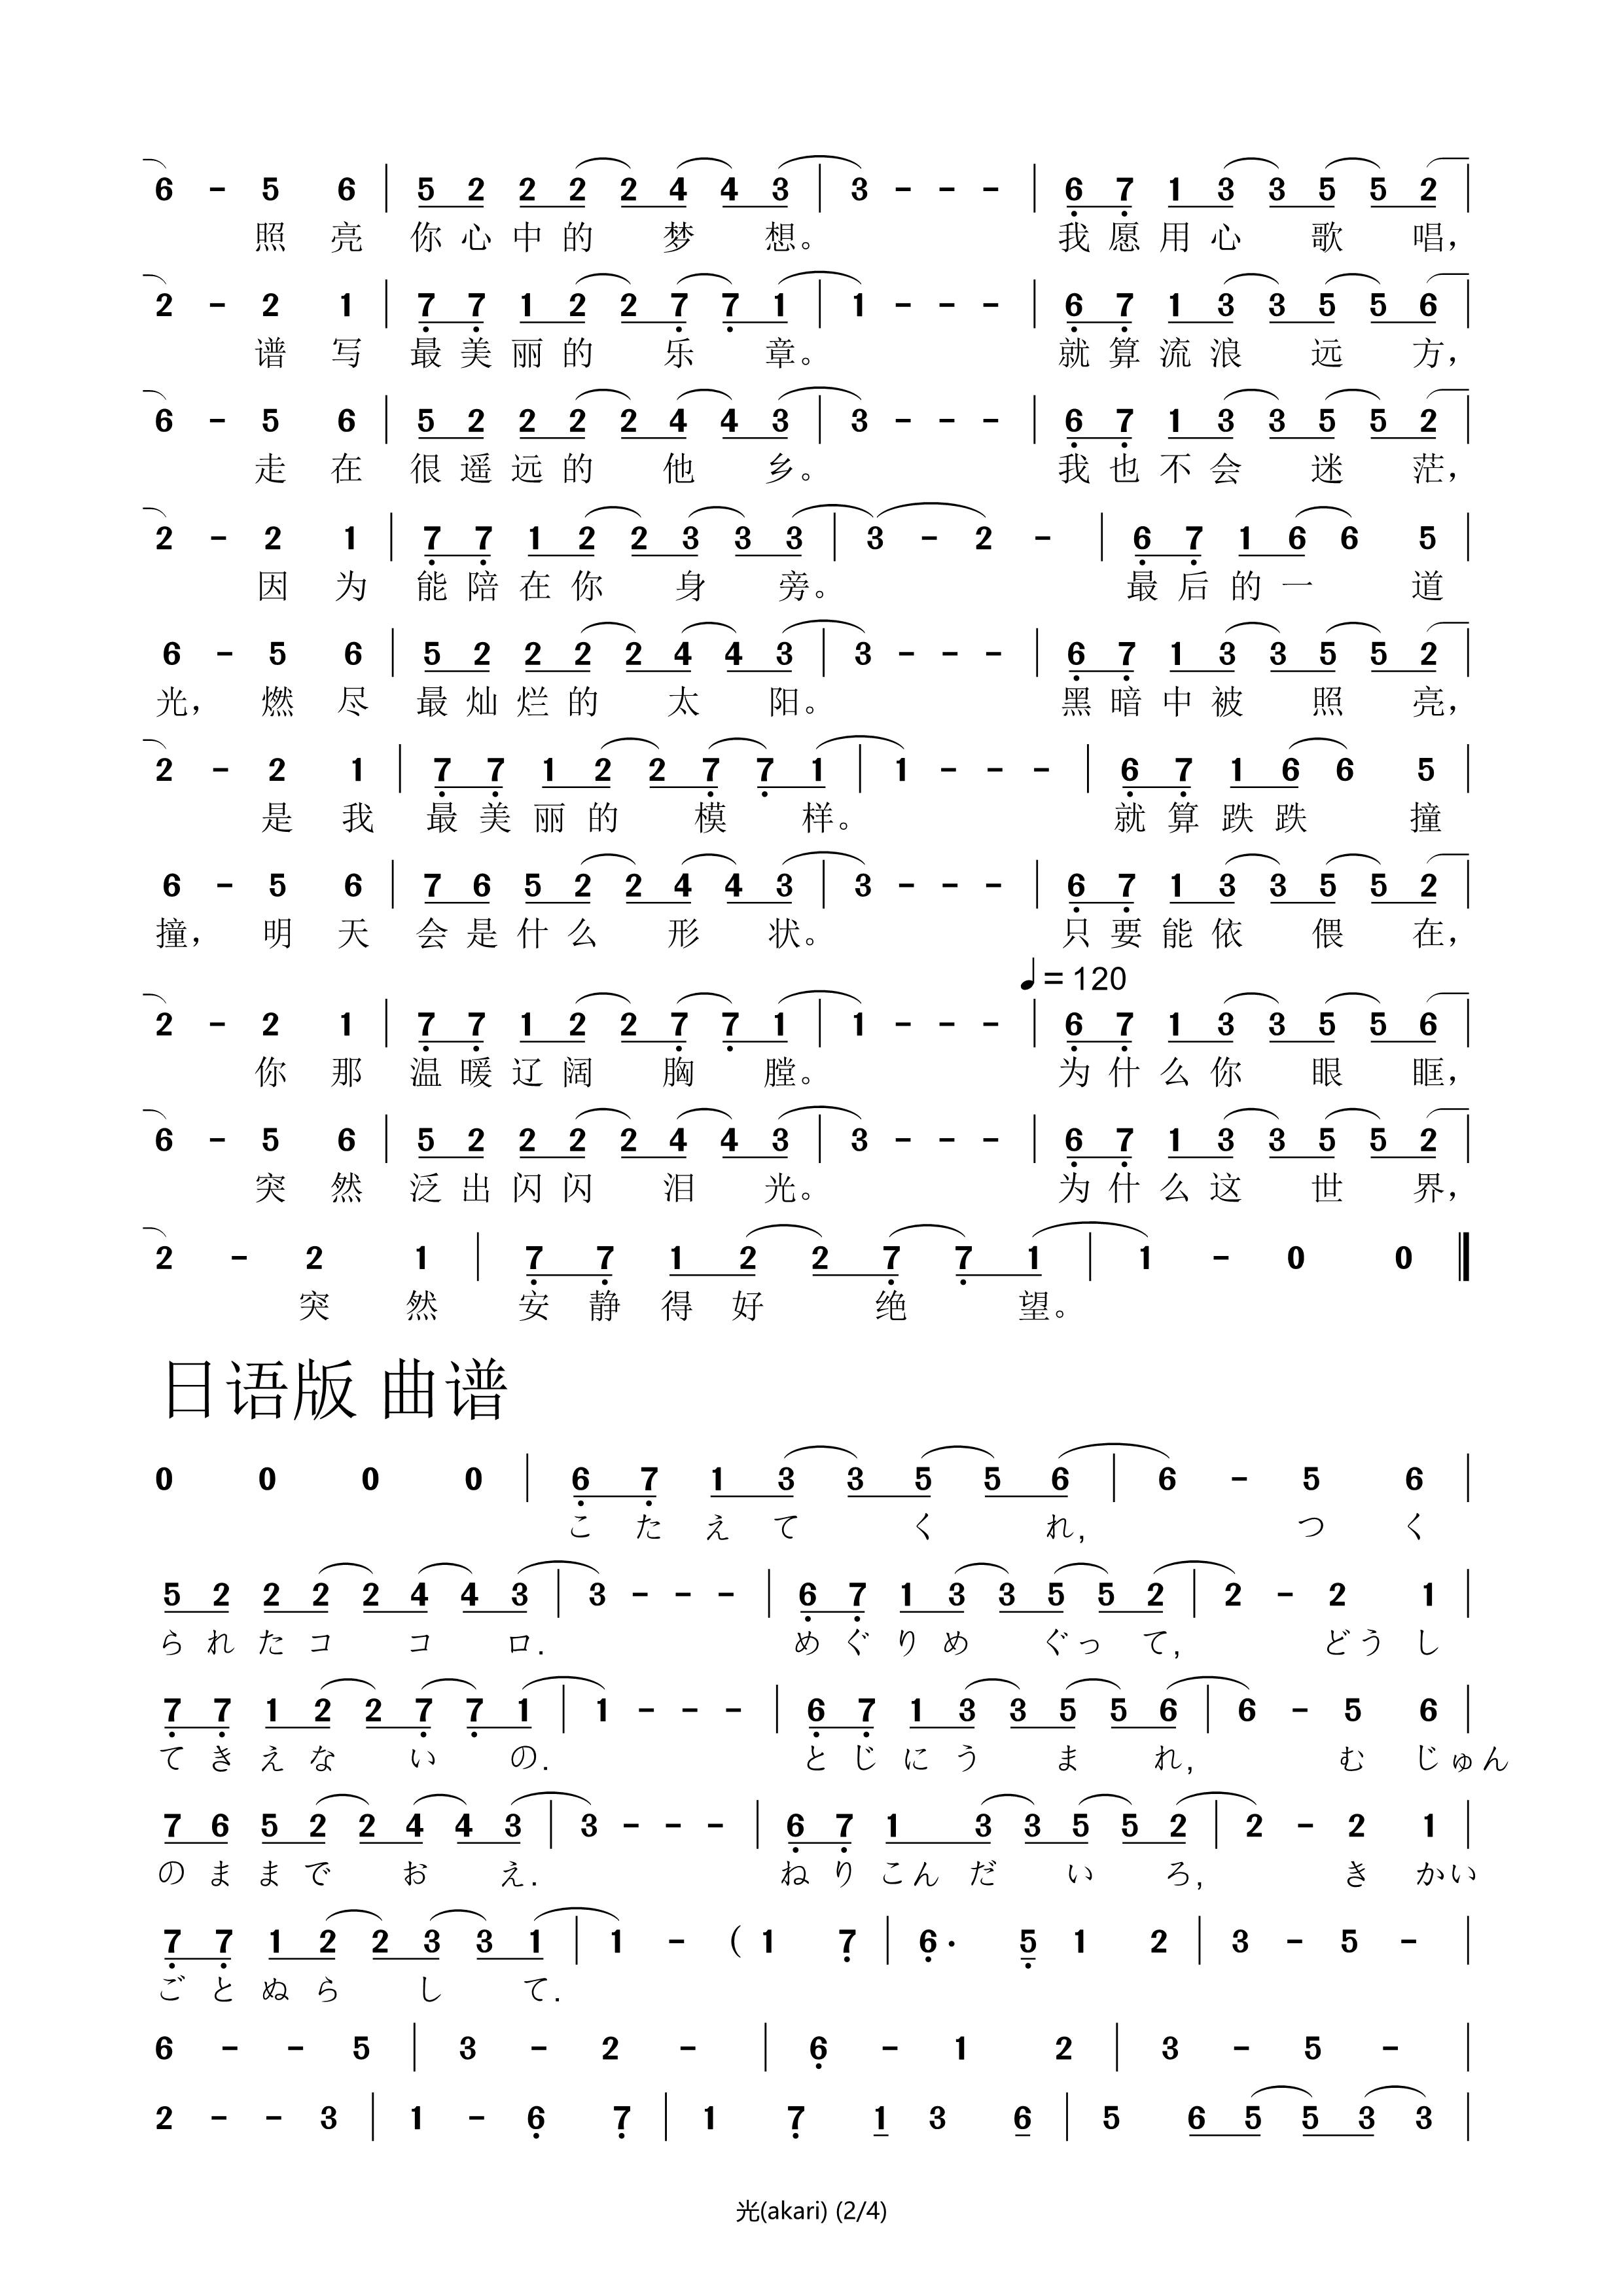 6 - 5 6 | 5 2 2 2 2 4 4 3 | 3 - - - | 6 7 1 3 3 5 5 2 |
照 亮 你 心 中 的 梦 想。 我 愿 用 心 歌 唱，
2 - 2 1 | 7 7 1 2 2 7 7 1 | 1 - - - | 6 7 1 3 3 5 5 6 |
谱 写 最 美 丽 的 乐 章。 就 算 流 浪 远 方，
6 - 5 6 | 5 2 2 2 2 4 4 3 | 3 - - - | 6 7 1 3 3 5 5 2 |
走 在 很 遥 远 的 他 乡。 我 也 不 会 迷 茫，
2 - 2 1 | 7 7 1 2 2 3 3 3 | 3 - 2 - | 6 7 1 6 6 5 |
因 为 能 陪 在 你 身 旁。 最 后 的 一 道
6 - 5 6 | 5 2 2 2 2 4 4 3 | 3 - - - | 6 7 1 3 3 5 5 2 |
光， 燃 尽 最 灿 烂 的 太 阳。 黑 暗 中 被 照 亮，
2 - 2 1 | 7 7 1 2 2 7 7 1 | 1 - - - | 6 7 1 6 6 5 |
是 我 最 美 丽 的 模 样。 就 算 跌 跌 撞
6 - 5 6 | 7 6 5 2 2 4 4 3 | 3 - - - | 6 7 1 3 3 5 5 2 |
撞， 明 天 会 是 什 么 形 状。 只 要 能 依 偎 在，
♩= 120
2 - 2 1 | 7 7 1 2 2 7 7 1 | 1 - - - | 6 7 1 3 3 5 5 6 |
你 那 温 暖 辽 阔 胸 膛。 为 什 么 你 眼 眶，
6 - 5 6 | 5 2 2 2 2 4 4 3 | 3 - - - | 6 7 1 3 3 5 5 2 |
突 然 泛 出 闪 闪 泪 光。 为 什 么 这 世 界，
2 - 2 1 | 7 7 1 2 2 7 7 1 | 1 - 0 0 ‖
突 然 安 静 得 好 绝 望。
日语版 曲谱
0 0 0 0 | 6 7 1 3 3 5 5 6 | 6 - 5 6 |
こ た え て く れ, つ く
5 2 2 2 2 4 4 3 | 3 - - - | 6 7 1 3 3 5 5 2 | 2 - 2 1 |
ら れ た コ コ ロ. め ぐ り め ぐっ て, どう し
7 7 1 2 2 7 7 1 | 1 - - - | 6 7 1 3 3 5 5 6 | 6 - 5 6 |
て き え な い の. と じ に う ま れ, む じゅん
7 6 5 2 2 4 4 3 | 3 - - - | 6 7 1 3 3 5 5 2 | 2 - 2 1 |
の ま ま で お え. ね り こん だ い ろ, き かい
7 7 1 2 2 3 3 1 | 1 - (1 7 | 6· 5 1 2 | 3 - 5 - |
ご と ぬ ら し て.
6 - - 5 | 3 - 2 - | 6 - 1 2 | 3 - 5 - |
2 - - 3 | 1 - 6 7 | 1 7 1 3 6 | 5 6 5 5 3 3 |
光(akari) (2/4)